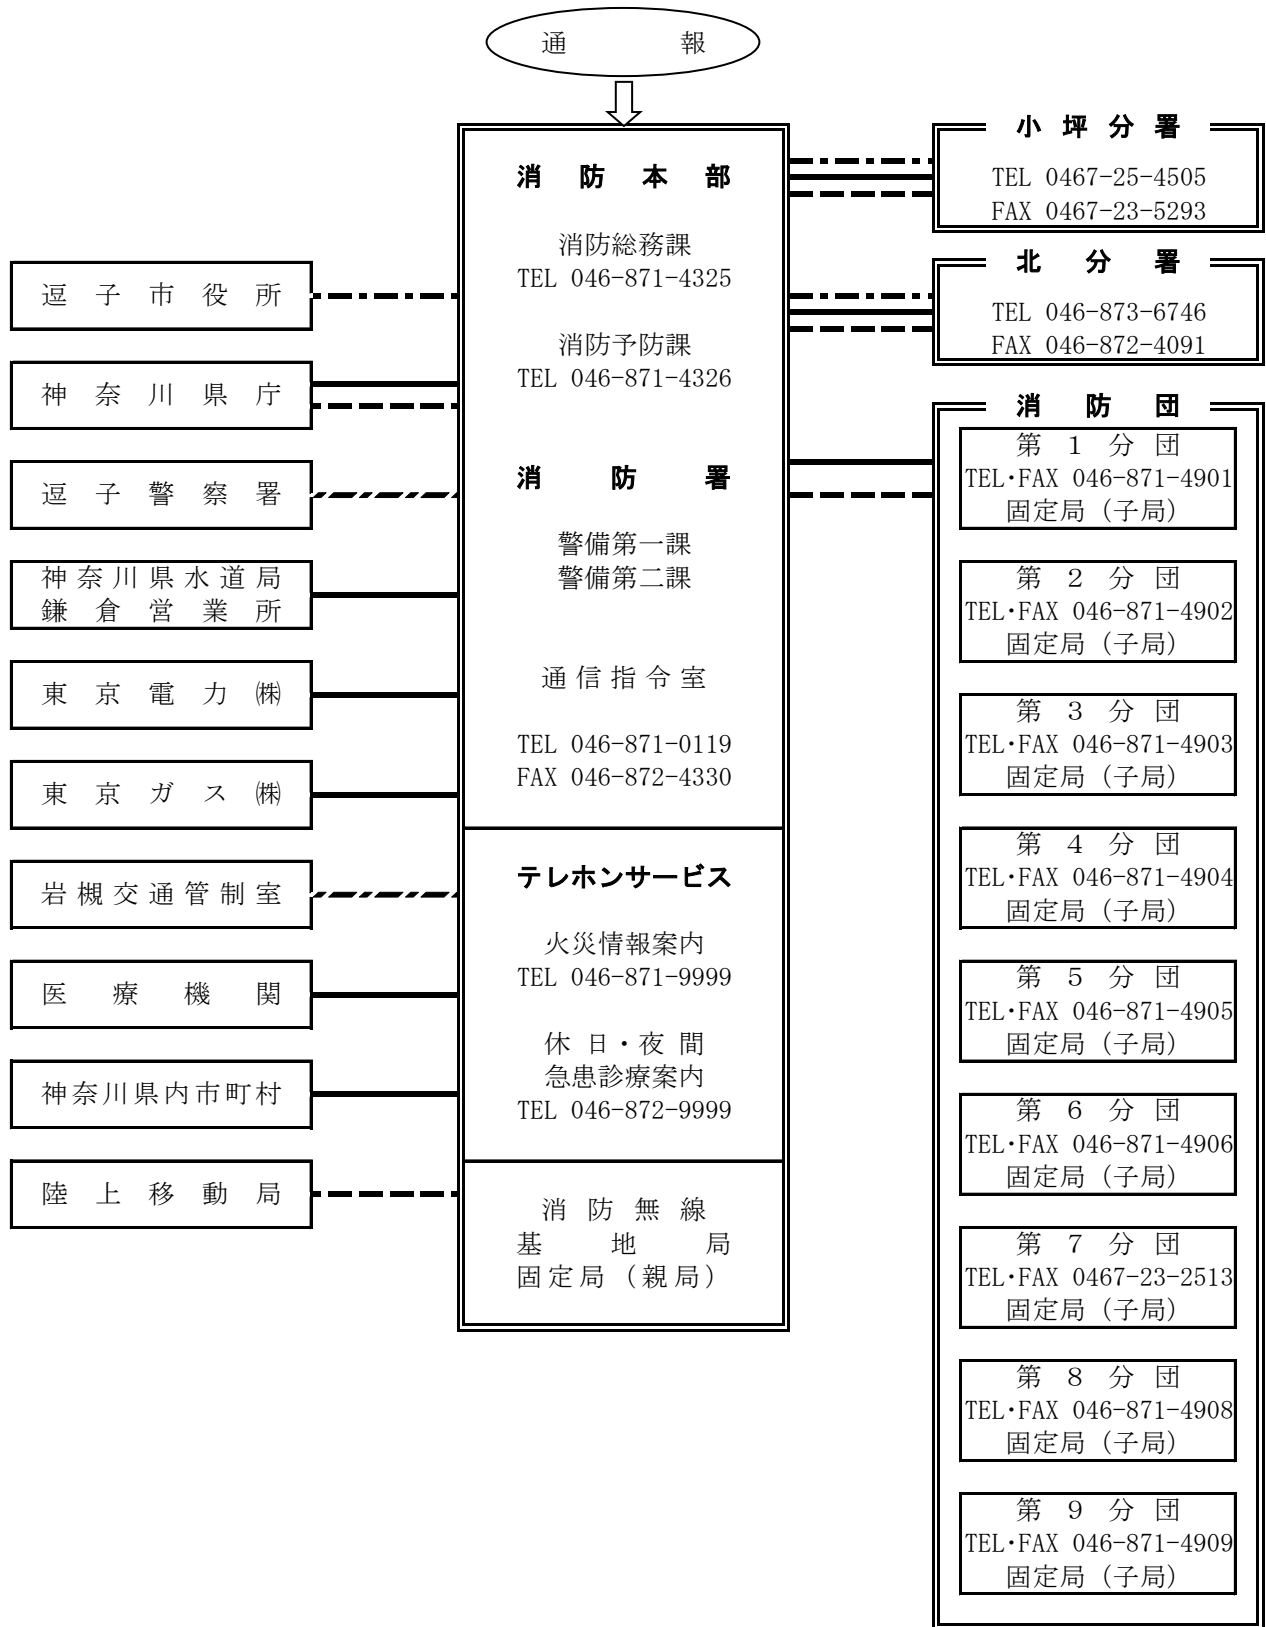 通報
消防本部
消防総務課
TEL 046-871-4325
消防予防課
TEL 046-871-4326
消防署
警備第一課
警備第二課
通信指令室
TEL 046-871-0119
FAX 046-872-4330
テレホンサービス
火災情報案内
TEL 046-871-9999
休日・夜間
急患診療案内
TEL 046-872-9999
消防無線
基地局
固定局（親局）
逗子市役所
神奈川県庁
逗子警察署
神奈川県水道局
鎌倉営業所
東京電力㈱
東京ガス㈱
岩槻交通管制室
医療機関
神奈川県内市町村
陸上移動局
小坪分署
TEL 0467-25-4505
FAX 0467-23-5293
北分署
TEL 046-873-6746
FAX 046-872-4091
消防団
第１分団
TEL･FAX 046-871-4901
固定局（子局）
第２分団
TEL･FAX 046-871-4902
固定局（子局）
第３分団
TEL･FAX 046-871-4903
固定局（子局）
第４分団
TEL･FAX 046-871-4904
固定局（子局）
第５分団
TEL･FAX 046-871-4905
固定局（子局）
第６分団
TEL･FAX 046-871-4906
固定局（子局）
第７分団
TEL･FAX 0467-23-2513
固定局（子局）
第８分団
TEL･FAX 046-871-4908
固定局（子局）
第９分団
TEL･FAX 046-871-4909
固定局（子局）